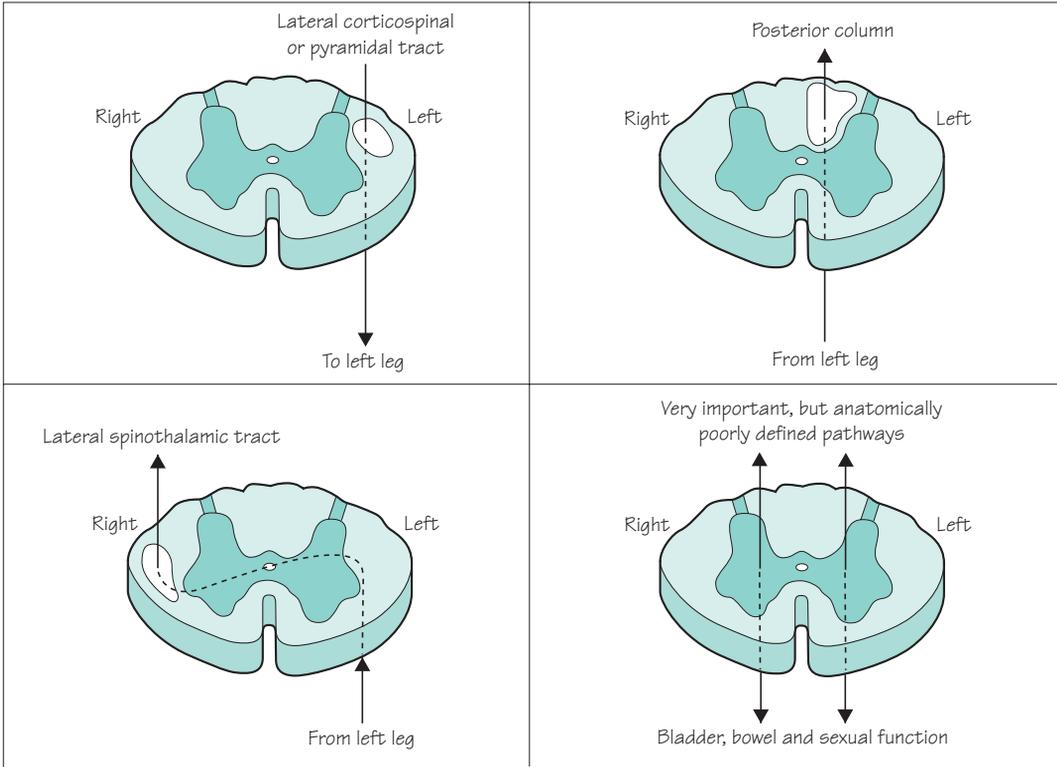 Lateral corticospinal
or pyramidal tract
Right
Left
To left leg
Posterior column
Right
Left
From left leg
Lateral spinothalamic tract
Right
Left
From left leg
Very important, but anatomically
poorly defined pathways
Right
Left
Bladder, bowel and sexual function